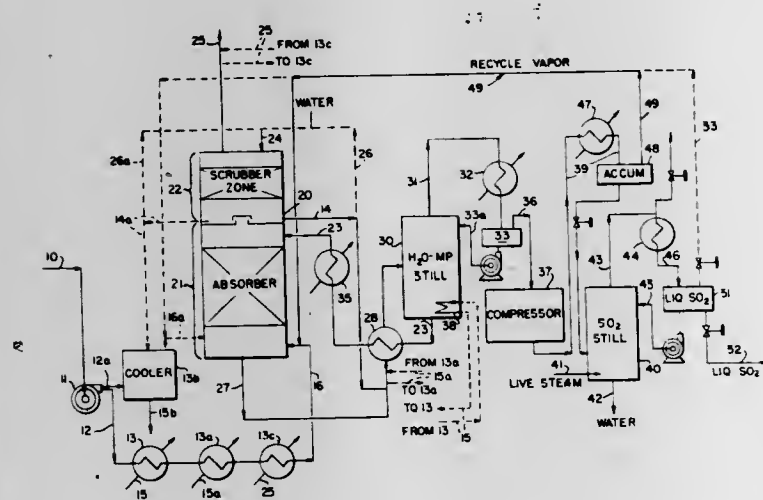 25
25
FROM 13c
TO 13c
RECYCLE VAPOR
49
WATER
47
49
53
26a
24
26
39
ACCUM
48
22
SCRUBBER
ZONE
20
31
32
14a
14
33a
36
43
44
46
10
23
30
33
21
ABSORBER
35
H₂O-MP
STILL
37
LIQ SO₂
51
COMPRESSOR
SO₂
STILL
45
16a
28
23
38
12a
11
COOLER
13b
27
16
FROM 13a
15a
TO 13a
41
LIVE STEAM
40
52
LIQ SO₂
12
15b
TO 13
FROM 13
15
42
WATER
13
13a
13c
15
15a
25